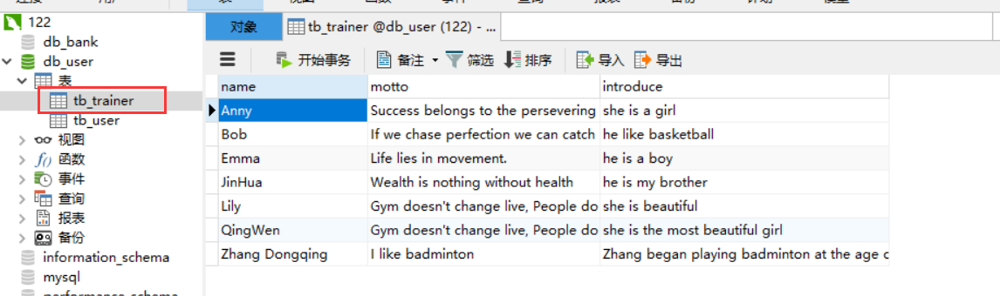 122
db_bank
db_user
表
tb_trainer
tb_user
视图
f() 函数
事件
查询
报表
备份
information_schema
mysql
对象
tb_trainer @db_user (122) - ...
开始事务 备注 筛选 排序 导入 导出
name motto introduce
Anny Success belongs to the persevering she is a girl
Bob If we chase perfection we can catch he like basketball
Emma Life lies in movement. he is a boy
JinHua Wealth is nothing without health he is my brother
Lily Gym doesn't change live, People do she is beautiful
QingWen Gym doesn't change live, People do she is the most beautiful girl
Zhang Dongqing I like badminton Zhang began playing badminton at the age